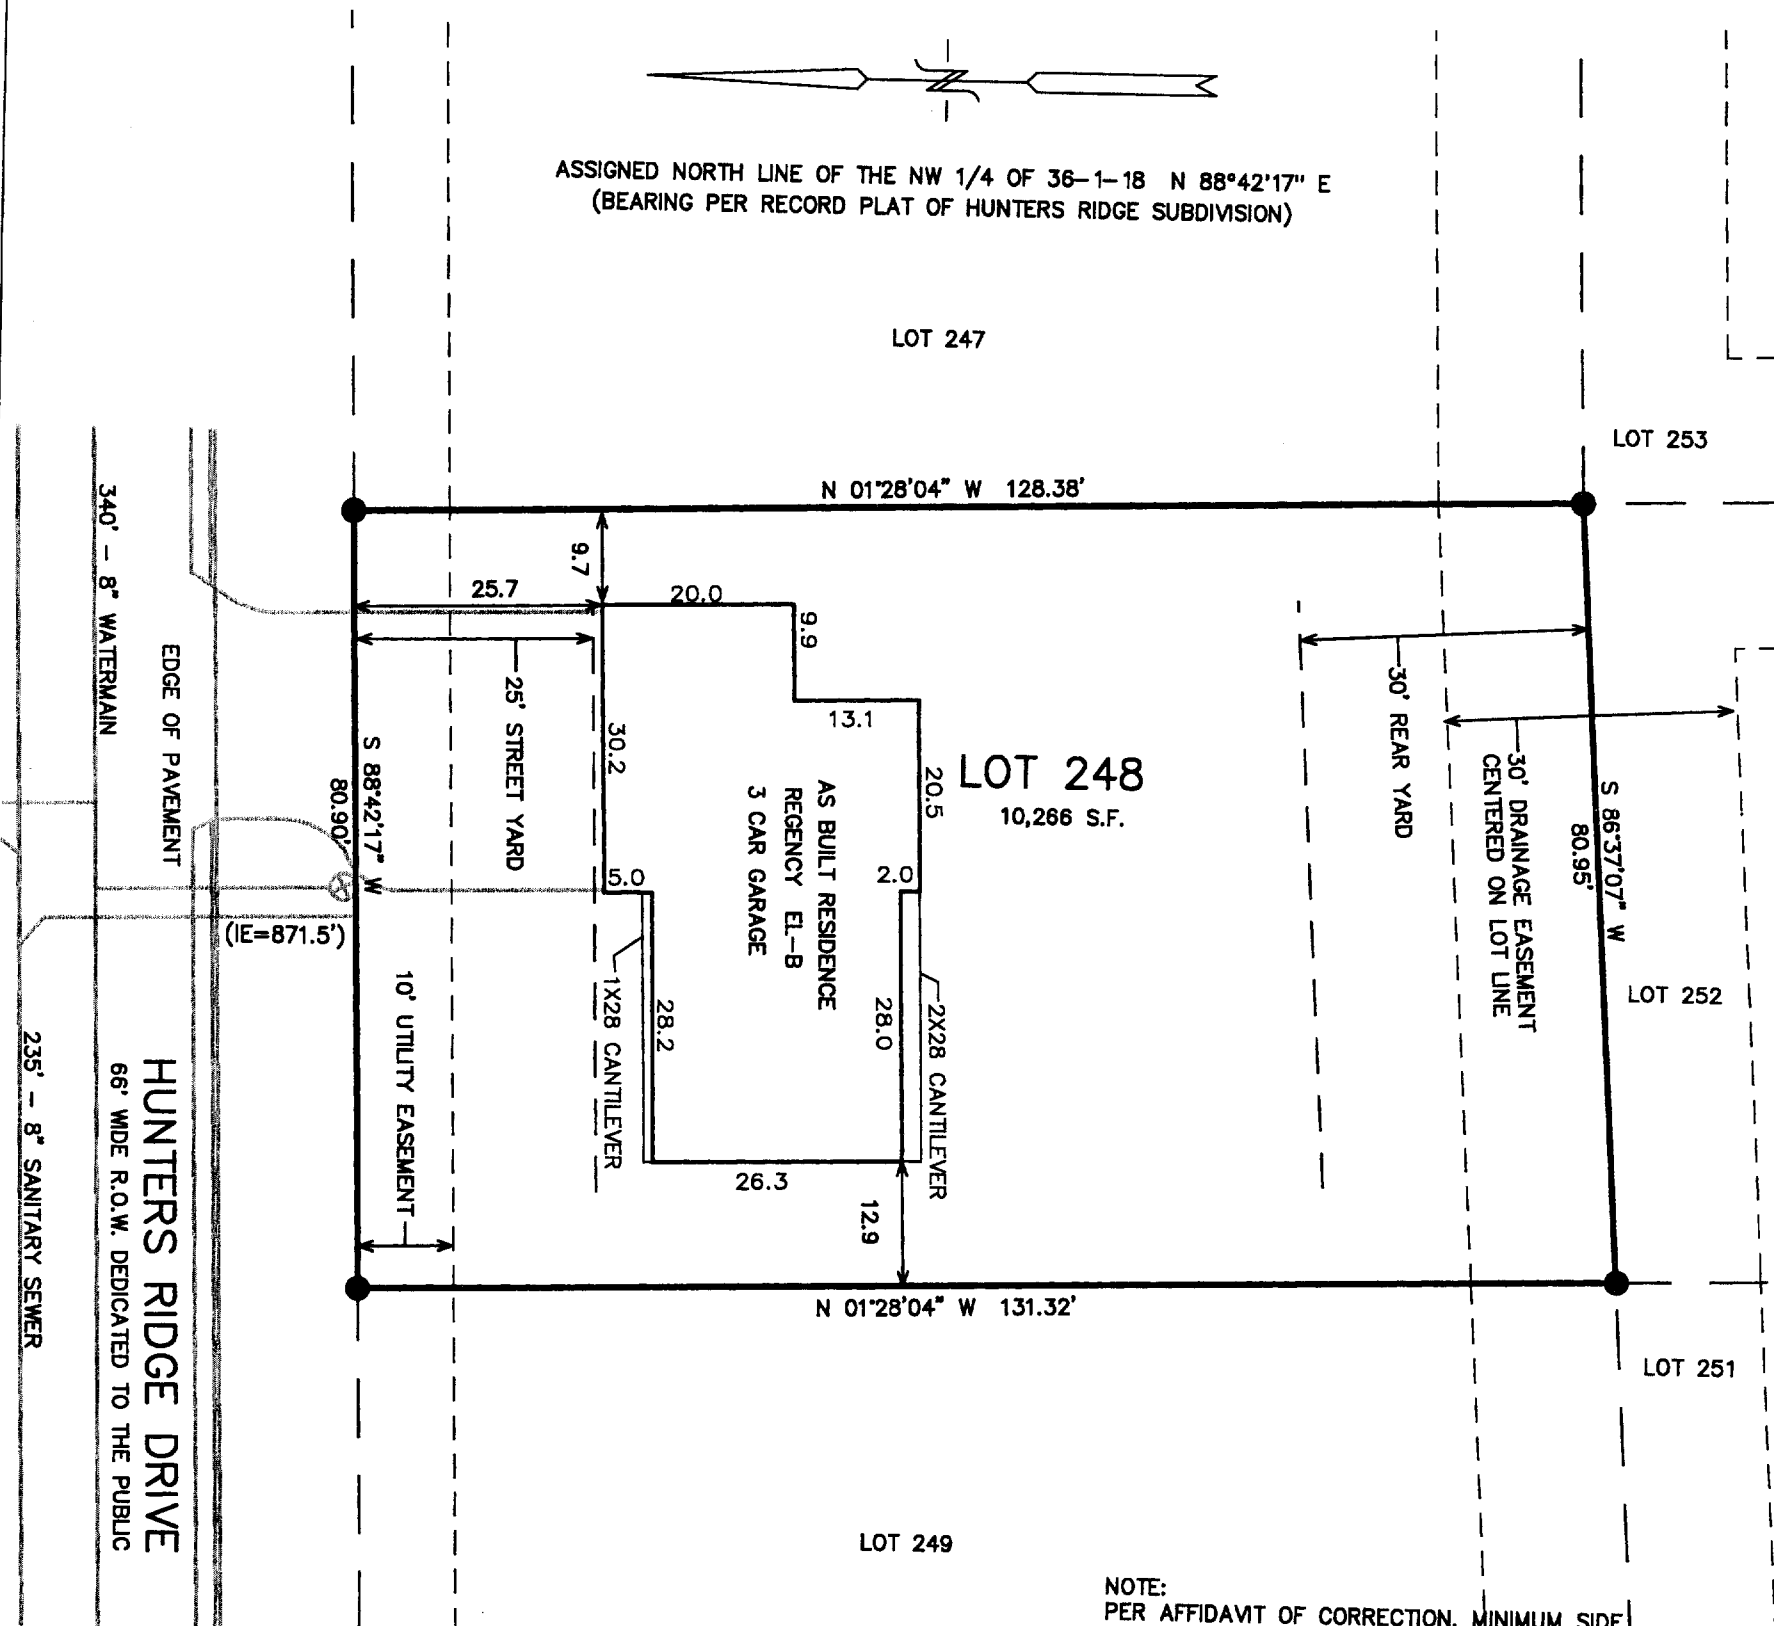 ASSIGNED NORTH LINE OF THE NW 1/4 OF 36-1-18 N 88°42'17" E
(BEARING PER RECORD PLAT OF HUNTERS RIDGE SUBDIVISION)
LOT 247
LOT 253
N 01°28'04" W 128.38'
9.7
25.7
20.0
9.9
13.1
30.2
20.5
25' STREET YARD
LOT 248
10,266 S.F.
AS BUILT RESIDENCE
REGENCY EL-B
3 CAR GARAGE
30' REAR YARD
30' DRAINAGE EASEMENT
CENTERED ON LOT LINE
S 86°37'07" W
80.95'
LOT 252
340' - 8" WATERMAIN
EDGE OF PAVEMENT
S 88°42'17" W
80.90'
5.0
2.0
(IE=871.5')
10' UTILITY EASEMENT
1X28 CANTILEVER
28.2
28.0
2X28 CANTILEVER
26.3
12.9
HUNTERS RIDGE DRIVE
66' WIDE R.O.W. DEDICATED TO THE PUBLIC
235' - 8" SANITARY SEWER
N 01°28'04" W 131.32'
LOT 251
LOT 249
NOTE:
PER AFFIDAVIT OF CORRECTION, MINIMUM SIDE